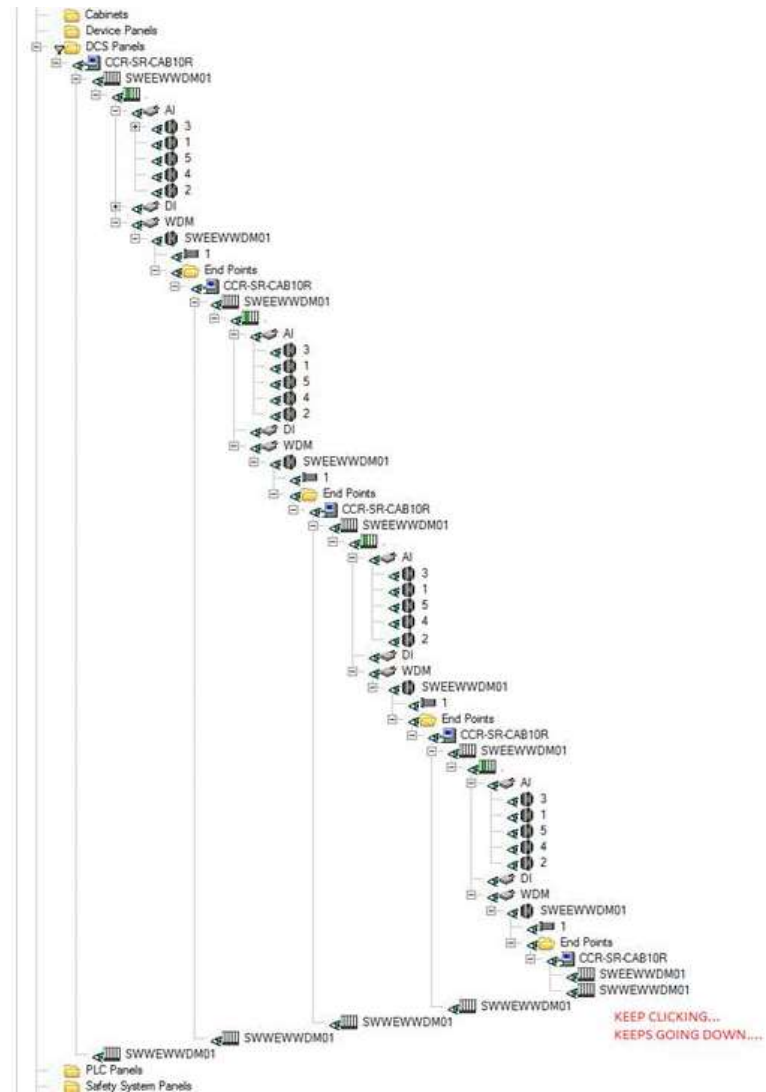 Cabinets
Device Panels
DCS Panels
CCR-SR-CAB10R
SWEEWWDM01
.
AI
3
1
5
4
2
DI
WDM
SWEEWWDM01
1
End Points
CCR-SR-CAB10R
SWEEWWDM01
.
AI
3
1
5
4
2
DI
WDM
SWEEWWDM01
1
End Points
CCR-SR-CAB10R
SWEEWWDM01
.
AI
3
1
5
4
2
DI
WDM
SWEEWWDM01
1
End Points
CCR-SR-CAB10R
SWEEWWDM01
.
AI
3
1
5
4
2
DI
WDM
SWEEWWDM01
1
End Points
CCR-SR-CAB10R
SWEEWWDM01
SWWEWWDM01
SWWEWWDM01
KEEP CLICKING...
SWWEWWDM01
KEEPS GOING DOWN....
SWWEWWDM01
SWWEWWDM01
PLC Panels
Safety System Panels